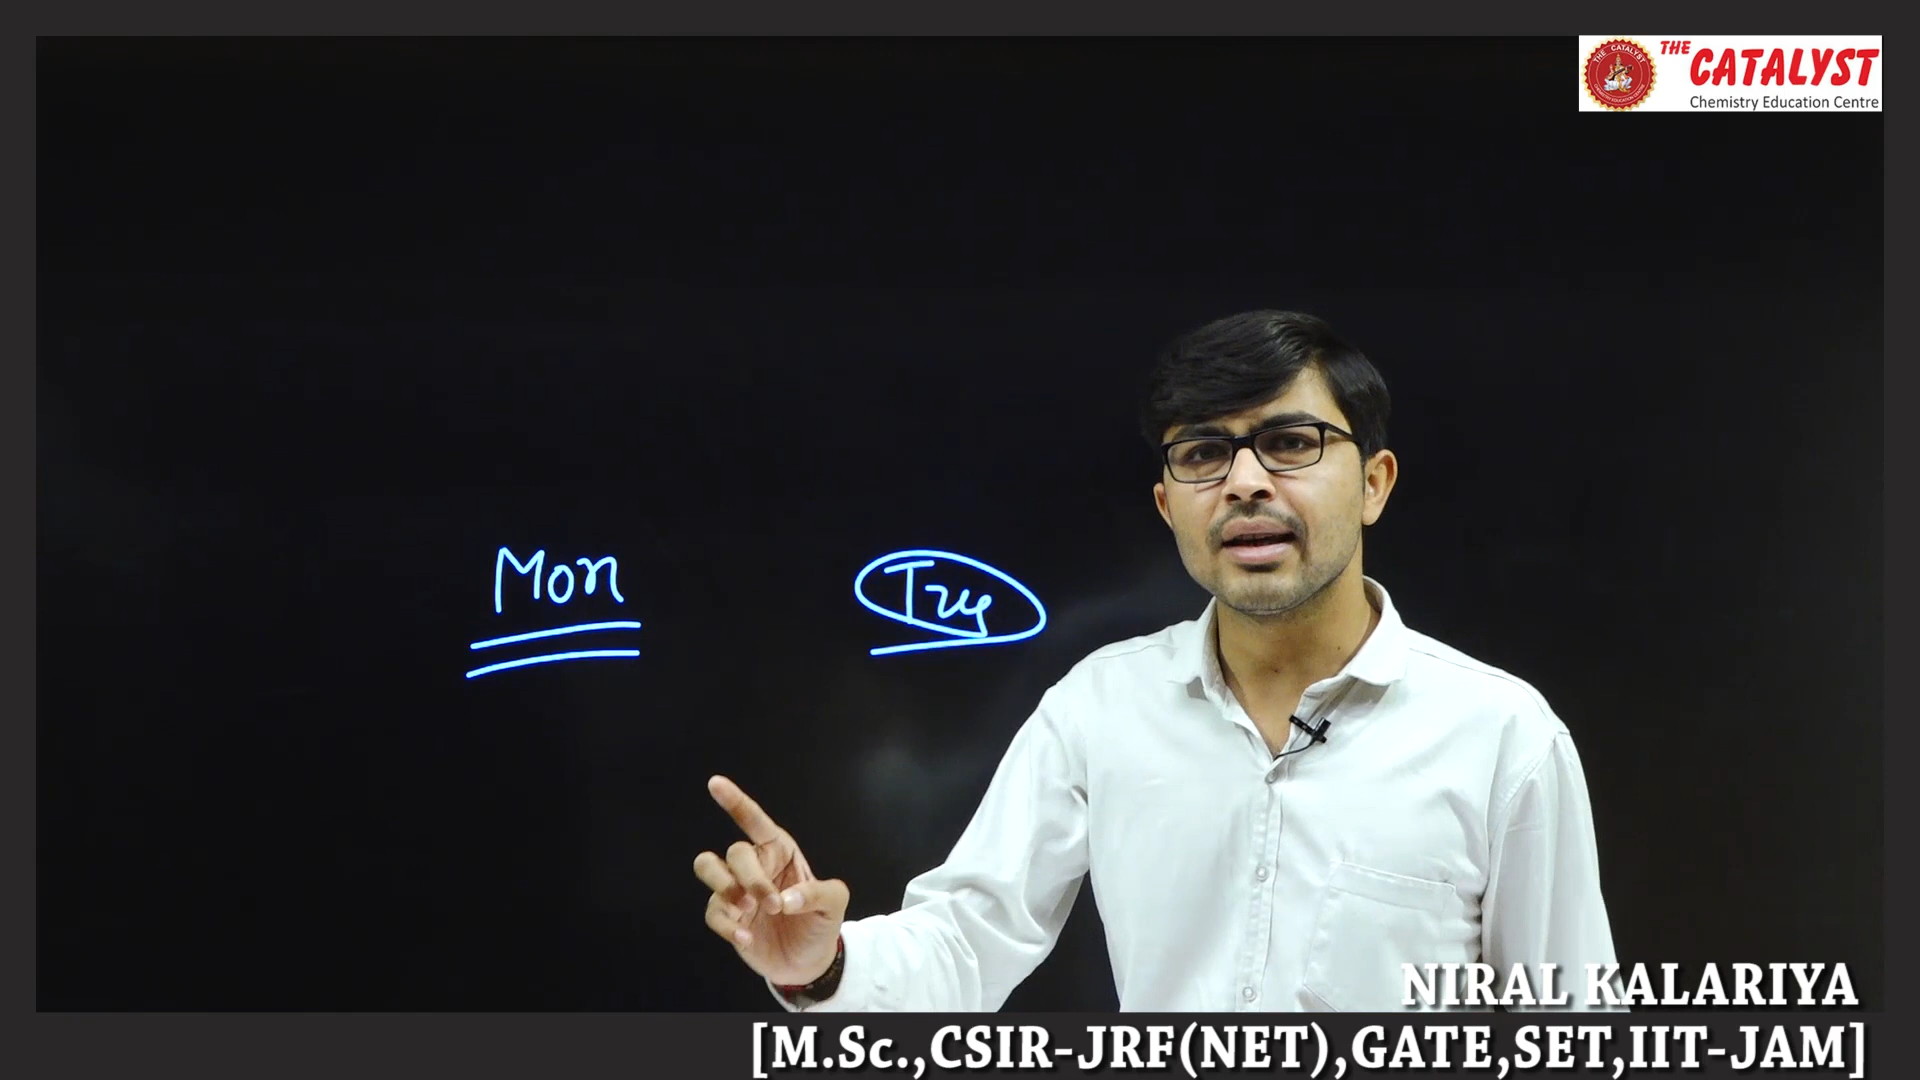 THE
CATALYST
Chemistry Education Centre
Mon Try
NIRAL KALARIYA
[M.Sc.,CSIR-JRF(NET),GATE,SET,IIT-JAM]